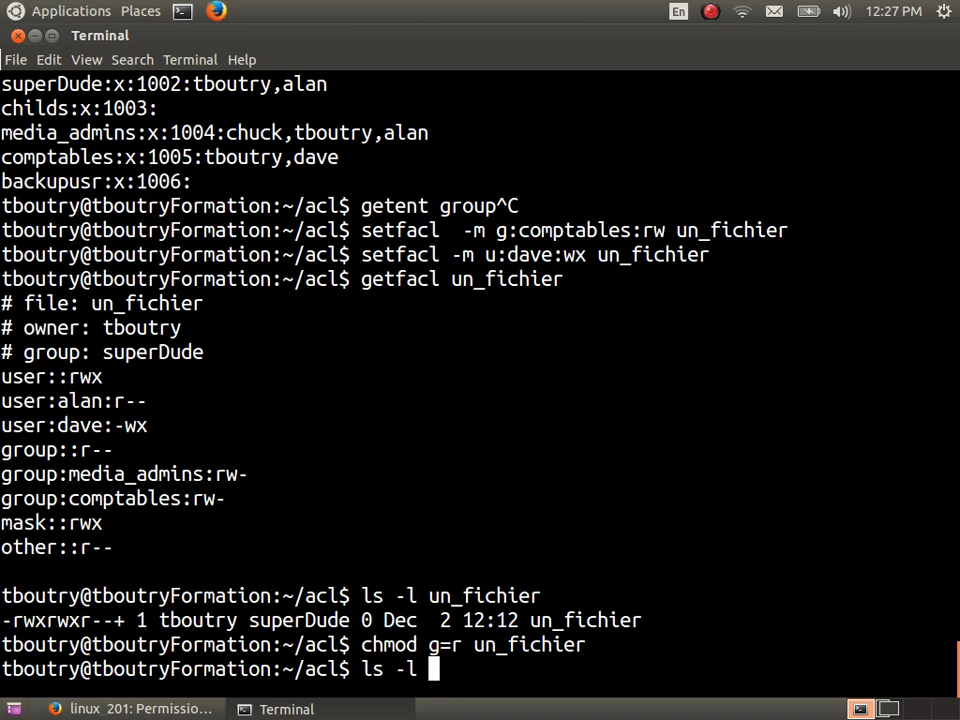 Applications Places En 12:27 PM
Terminal
File Edit View Search Terminal Help
superDude:x:1002:tboutry,alan
childs:x:1003:
media_admins:x:1004:chuck,tboutry,alan
comptables:x:1005:tboutry,dave
backupusr:x:1006:
tboutry@tboutryFormation:~/acl$ getent group^C
tboutry@tboutryFormation:~/acl$ setfacl  -m g:comptables:rw un_fichier
tboutry@tboutryFormation:~/acl$ setfacl -m u:dave:wx un_fichier
tboutry@tboutryFormation:~/acl$ getfacl un_fichier
# file: un_fichier
# owner: tboutry
# group: superDude
user::rwx
user:alan:r--
user:dave:-wx
group::r--
group:media_admins:rw-
group:comptables:rw-
mask::rwx
other::r--
tboutry@tboutryFormation:~/acl$ ls -l un_fichier
-rwxrwxr--+ 1 tboutry superDude 0 Dec  2 12:12 un_fichier
tboutry@tboutryFormation:~/acl$ chmod g=r un_fichier
tboutry@tboutryFormation:~/acl$ ls -l
linux_201: Permissio... Terminal